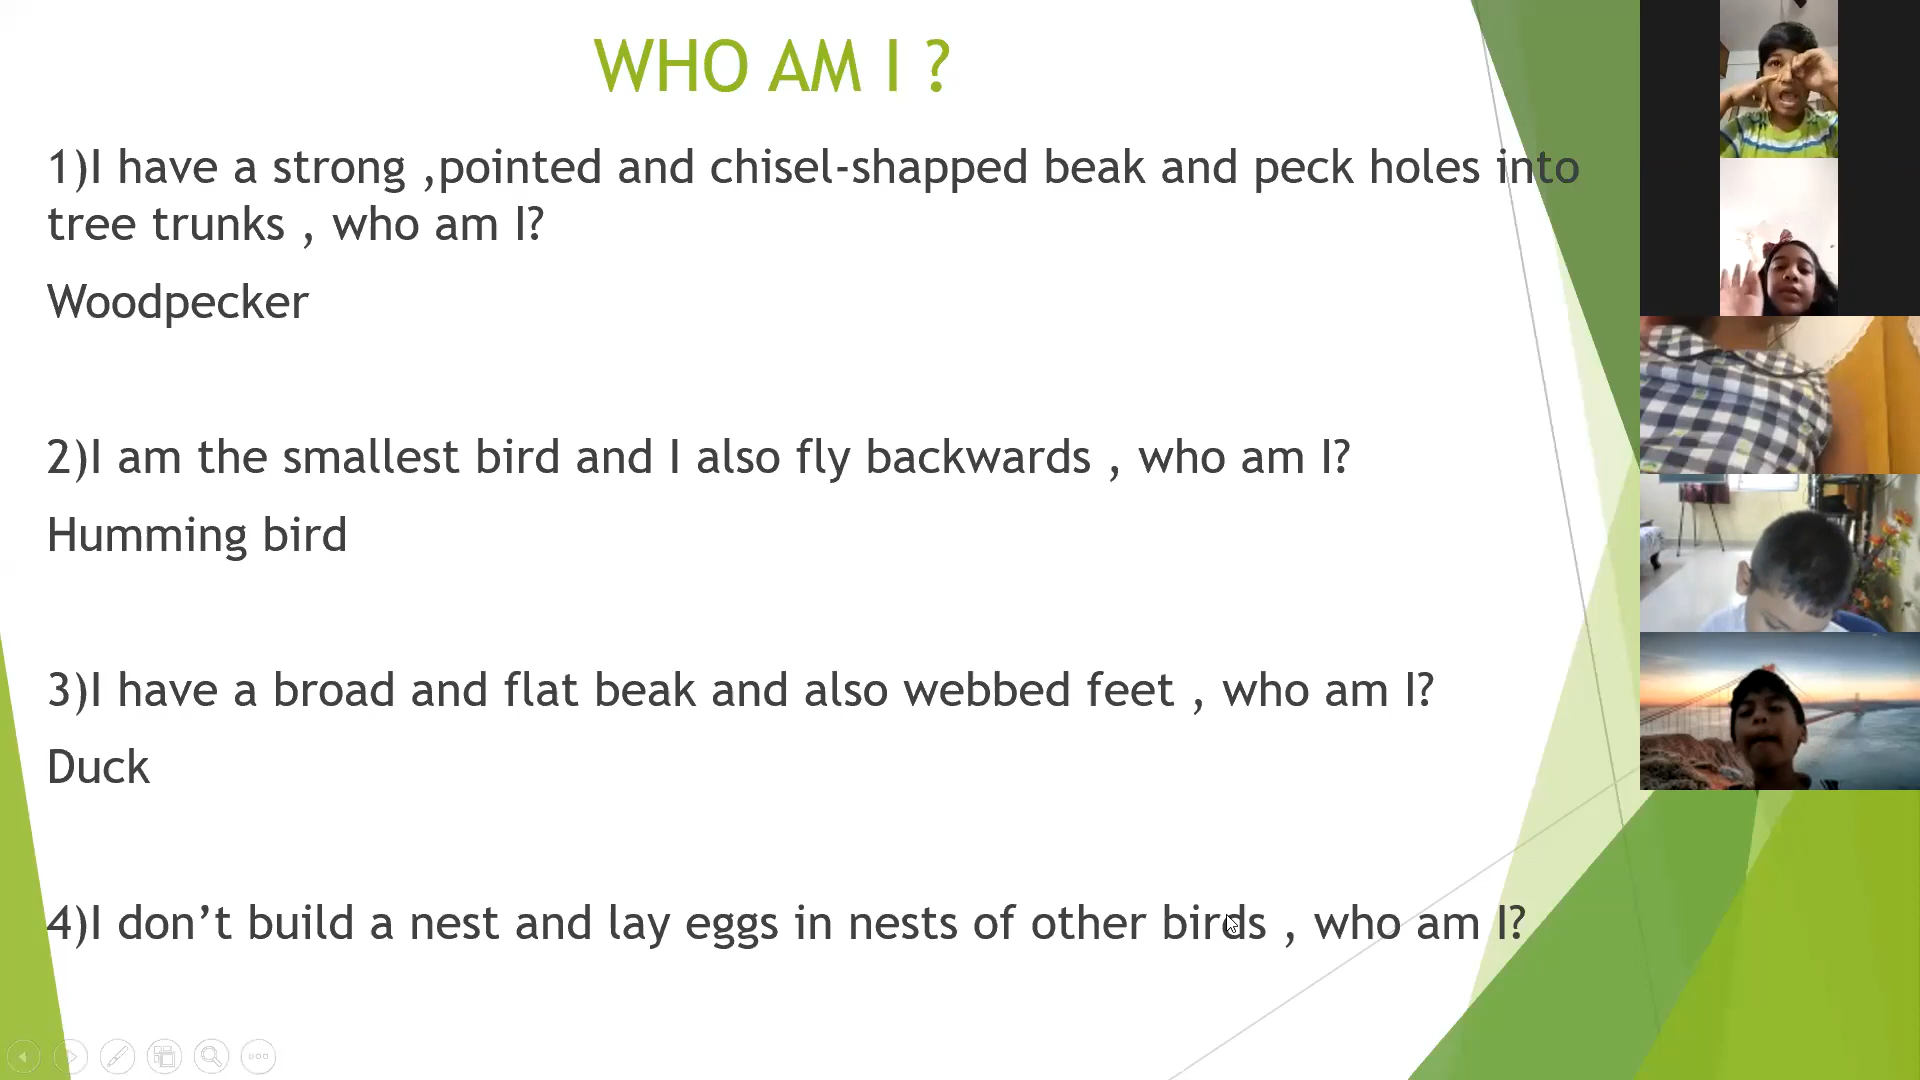 WHO AM I ?
1)I have a strong ,pointed and chisel-shapped beak and peck holes into
tree trunks , who am I?
Woodpecker
2)I am the smallest bird and I also fly backwards , who am I?
Humming bird
3)I have a broad and flat beak and also webbed feet , who am I?
Duck
4)I don’t build a nest and lay eggs in nests of other birds , who am I?